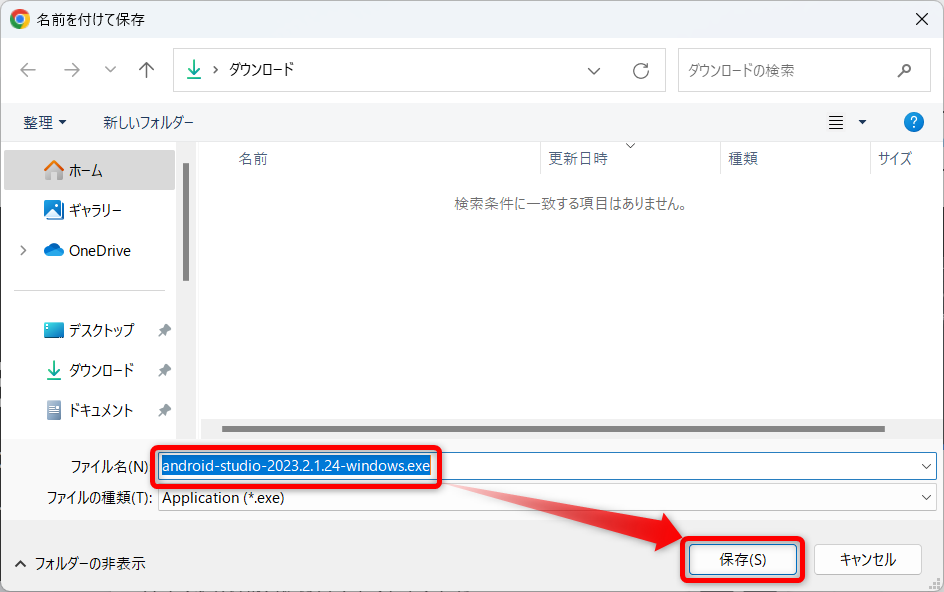 名前を付けて保存
ダウンロード
ダウンロードの検索
整理 新しいフォルダー ?
名前 更新日時 種類 サイズ
検索条件に一致する項目はありません。
ホーム
ギャラリー
OneDrive
デスクトップ
ダウンロード
ドキュメント
ファイル名(N): android-studio-2023.2.1.24-windows.exe
ファイルの種類(T): Application (*.exe)
フォルダーの非表示 保存(S) キャンセル